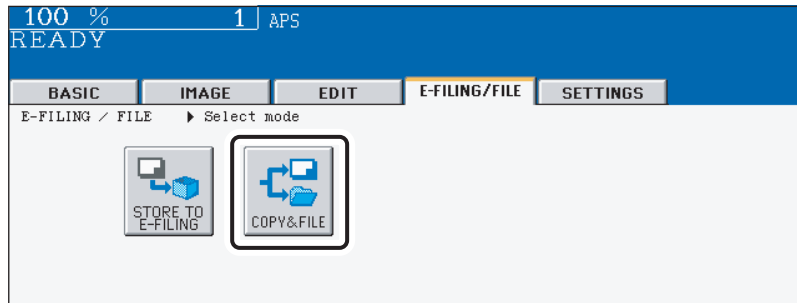 100 % 1 APS
READY
BASIC IMAGE EDIT E-FILING/FILE SETTINGS
E-FILING / FILE ▶ Select mode
STORE TO
E-FILING
COPY&FILE